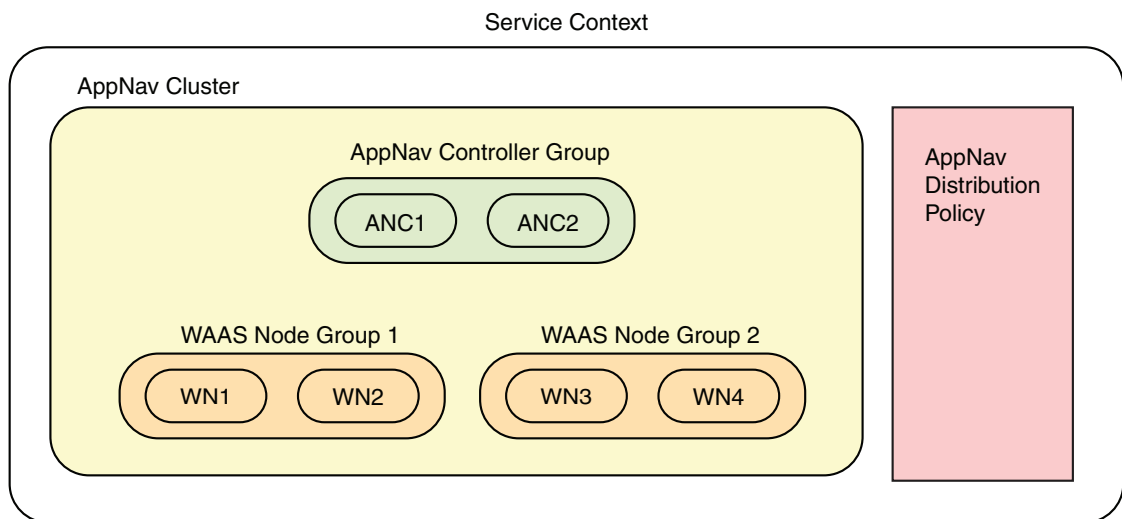 Service Context
AppNav Cluster
AppNav Controller Group
ANC1
ANC2
WAAS Node Group 1
WAAS Node Group 2
WN1
WN2
WN3
WN4
AppNav
Distribution
Policy